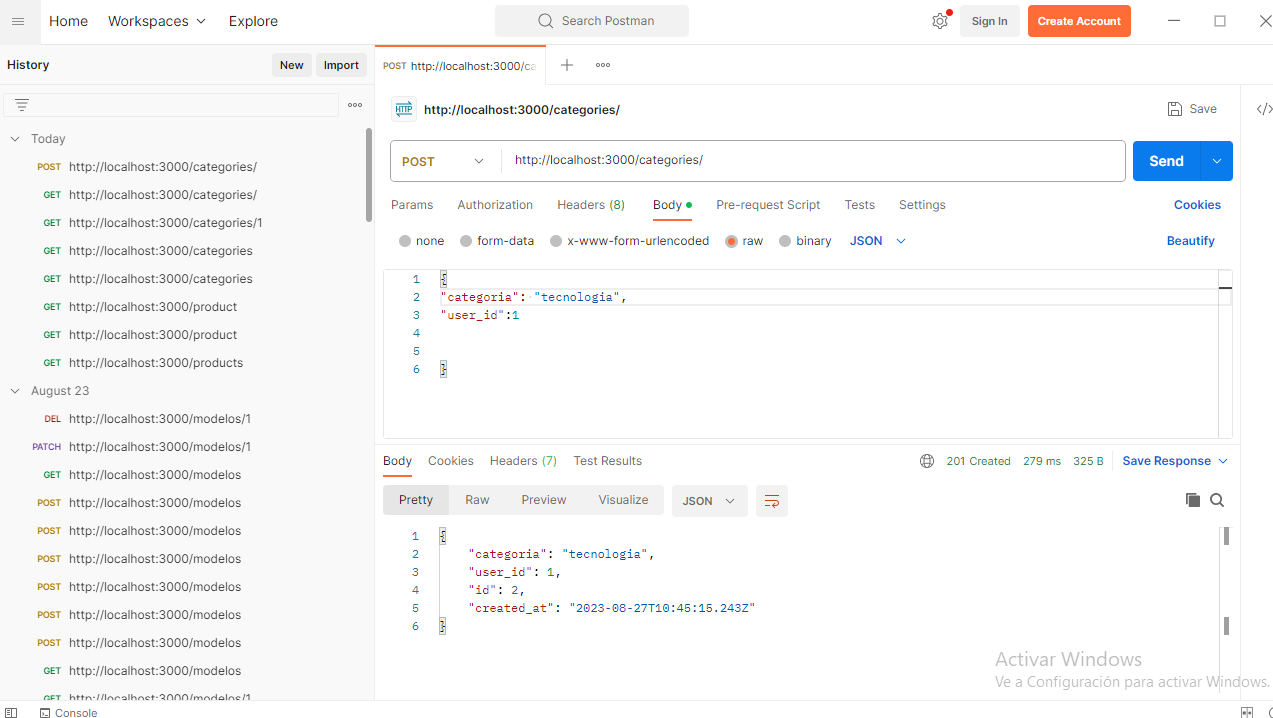 Home Workspaces Explore Search Postman Sign In Create Account
History New Import
POST http://localhost:3000/ca
Today
POST http://localhost:3000/categories/
GET http://localhost:3000/categories/
GET http://localhost:3000/categories/1
GET http://localhost:3000/categories
GET http://localhost:3000/categories
GET http://localhost:3000/product
GET http://localhost:3000/product
GET http://localhost:3000/products
August 23
DEL http://localhost:3000/modelos/1
PATCH http://localhost:3000/modelos/1
GET http://localhost:3000/modelos
POST http://localhost:3000/modelos
POST http://localhost:3000/modelos
POST http://localhost:3000/modelos
POST http://localhost:3000/modelos
POST http://localhost:3000/modelos
POST http://localhost:3000/modelos
GET http://localhost:3000/modelos
GET http://localhost:3000/modelos/1
HTTP http://localhost:3000/categories/ Save </>
POST http://localhost:3000/categories/ Send
Params Authorization Headers (8) Body Pre-request Script Tests Settings Cookies
none form-data x-www-form-urlencoded raw binary JSON Beautify
1 {
2 "categoria": "tecnologia",
3 "user_id":1
4
5
6 }
Body Cookies Headers (7) Test Results 201 Created 279 ms 325 B Save Response
Pretty Raw Preview Visualize JSON
1 {
2 "categoria": "tecnologia",
3 "user_id": 1,
4 "id": 2,
5 "created_at": "2023-08-27T10:45:15.243Z"
6 }
Activar Windows
Ve a Configuración para activar Windows.
Console